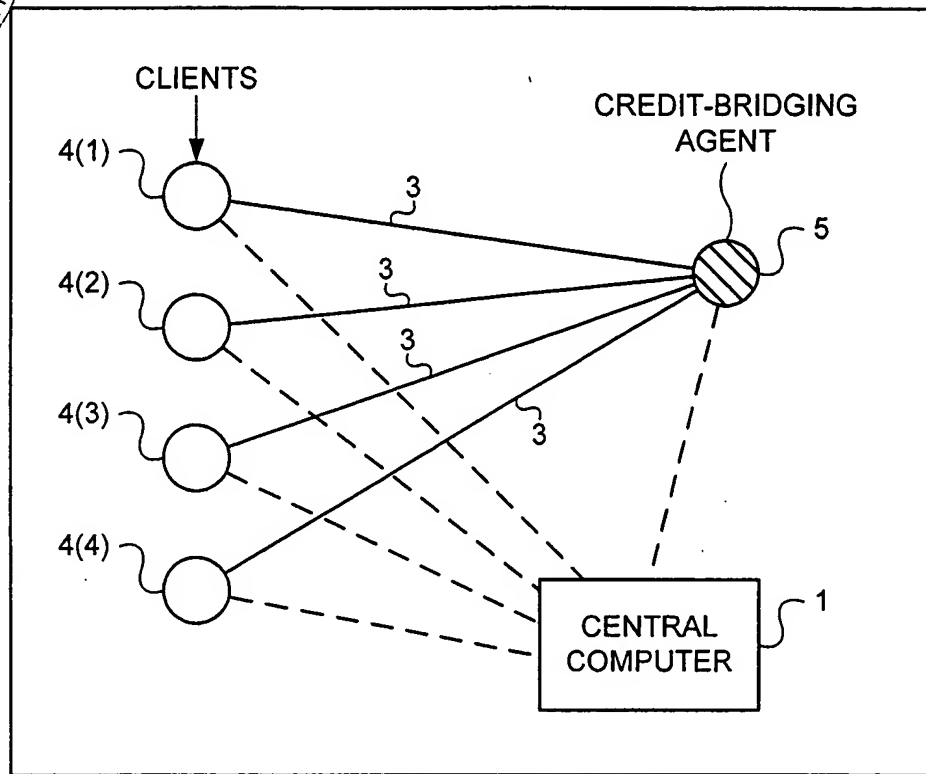 CLIENTS
CREDIT-BRIDGING
AGENT
4(1)
3
5
4(2)
3
3
4(3)
3
4(4)
1
CENTRAL
COMPUTER